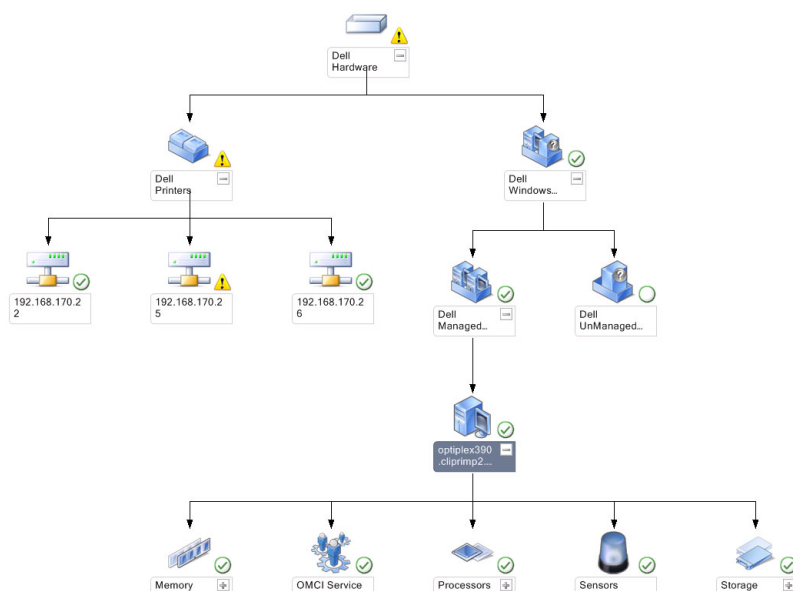 Dell
Hardware
Dell
Printers
Dell
Windows...
192.168.170.2
2
192.168.170.2
5
192.168.170.2
6
Dell
Managed...
Dell
UnManaged...
optiplex390
.cliprimp2...
Memory
OMCI Service
Processors
Sensors
Storage